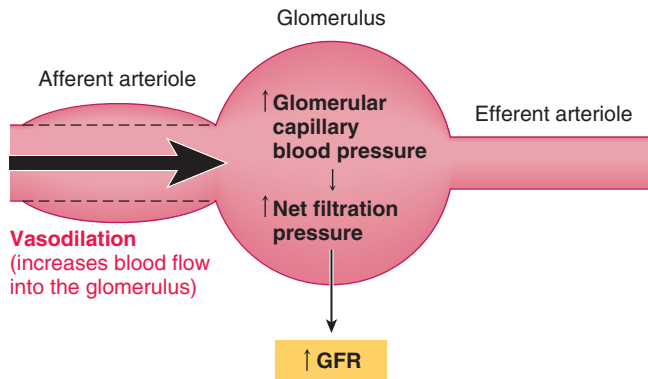 Glomerulus
Afferent arteriole
Efferent arteriole
↑ Glomerular
capillary
blood pressure
↓
↑ Net filtration
pressure
Vasodilation
(increases blood flow
into the glomerulus)
↑ GFR